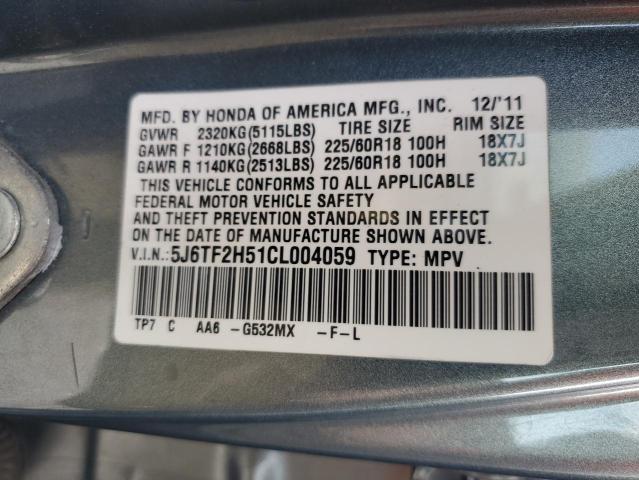 MFD. BY HONDA OF AMERICA MFG., INC. 12/'11
GVWR 2320KG(5115LBS) TIRE SIZE RIM SIZE
GAWR F 1210KG(2668LBS) 225/60R18 100H 18X7J
GAWR R 1140KG(2513LBS) 225/60R18 100H 18X7J
THIS VEHICLE CONFORMS TO ALL APPLICABLE
FEDERAL MOTOR VEHICLE SAFETY
AND THEFT PREVENTION STANDARDS IN EFFECT
ON THE DATE OF MANUFACTURE SHOWN ABOVE.
V.I.N.:5J6TF2H51CL004059 TYPE: MPV
TP7 C AA6 -G532MX -F-L